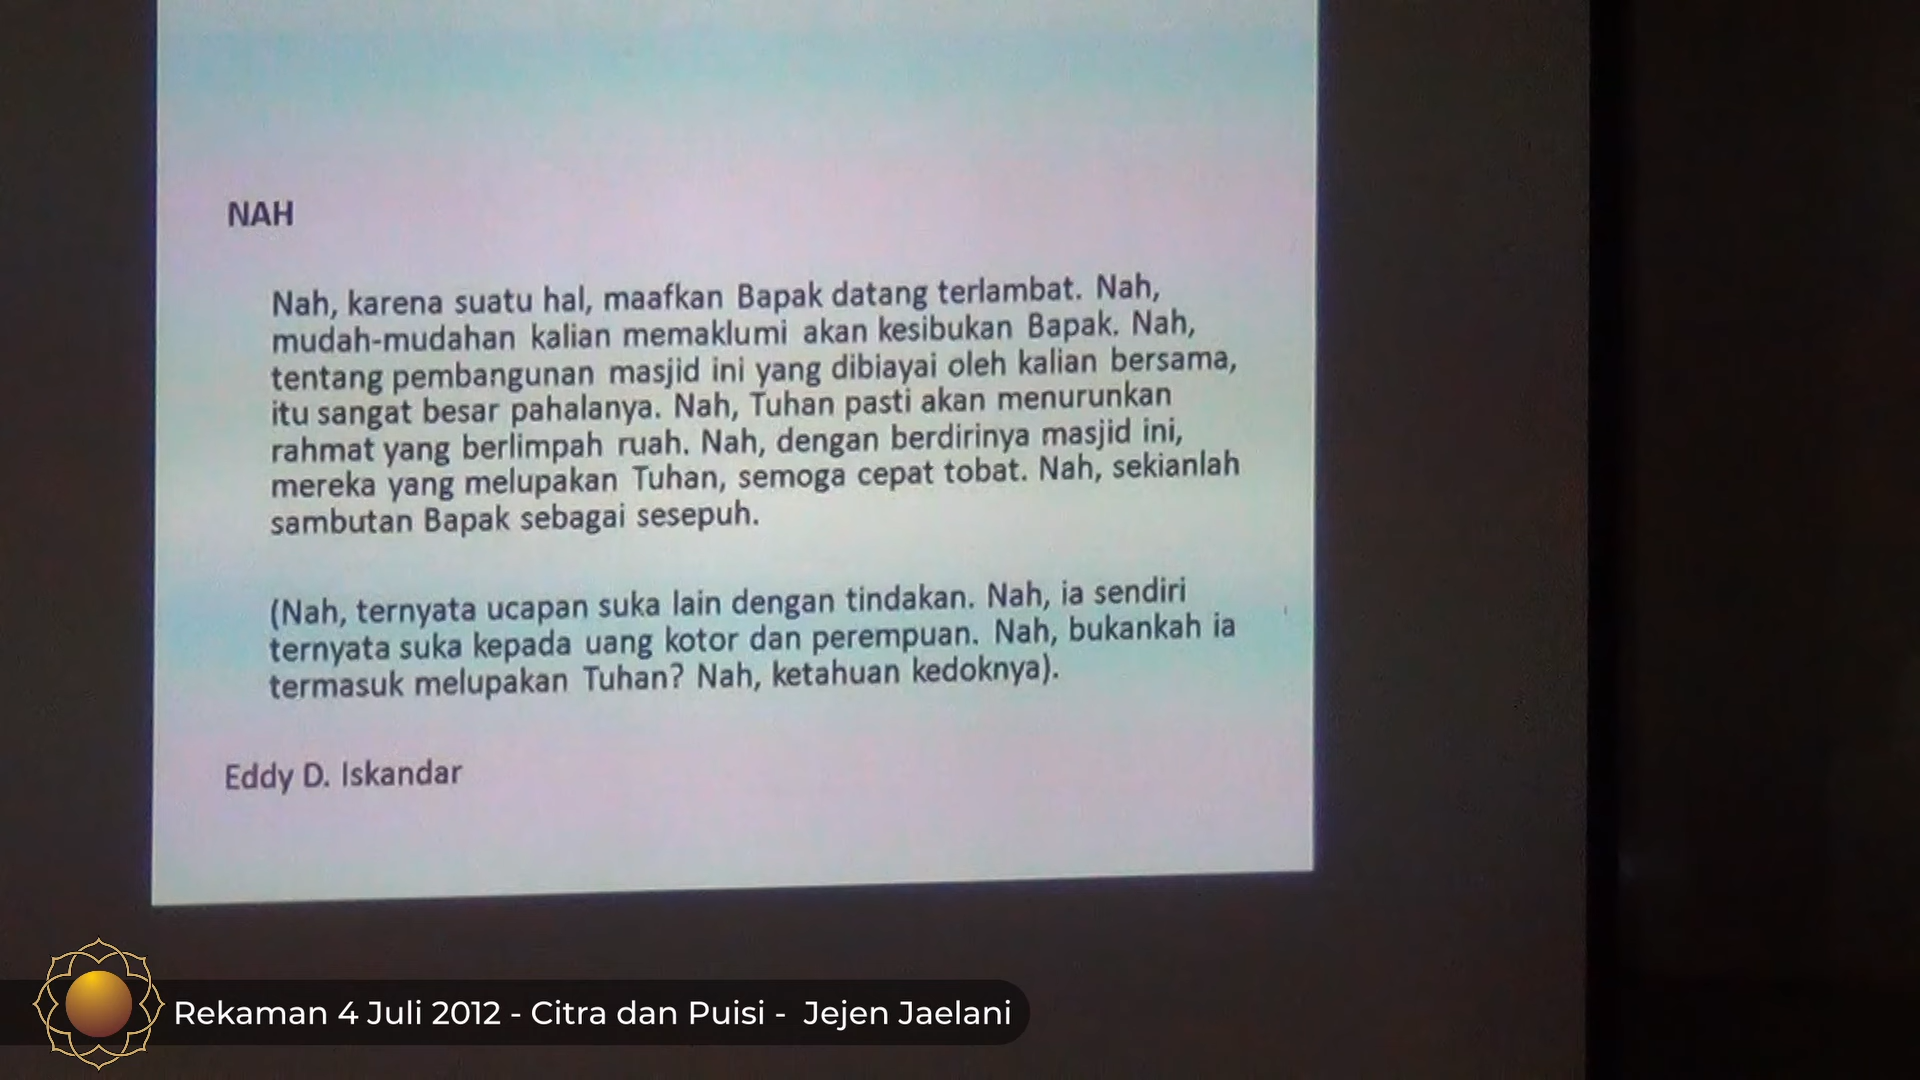 NAH
Nah, karena suatu hal, maafkan Bapak datang terlambat. Nah,
mudah-mudahan kalian memaklumi akan kesibukan Bapak. Nah,
tentang pembangunan masjid ini yang dibiayai oleh kalian bersama,
itu sangat besar pahalanya. Nah, Tuhan pasti akan menurunkan
rahmat yang berlimpah ruah. Nah, dengan berdirinya masjid ini,
mereka yang melupakan Tuhan, semoga cepat tobat. Nah, sekianlah
sambutan Bapak sebagai sesepuh.
(Nah, ternyata ucapan suka lain dengan tindakan. Nah, ia sendiri
ternyata suka kepada uang kotor dan perempuan. Nah, bukankah ia
termasuk melupakan Tuhan? Nah, ketahuan kedoknya).
Eddy D. Iskandar
Rekaman 4 Juli 2012 - Citra dan Puisi - Jejen Jaelani